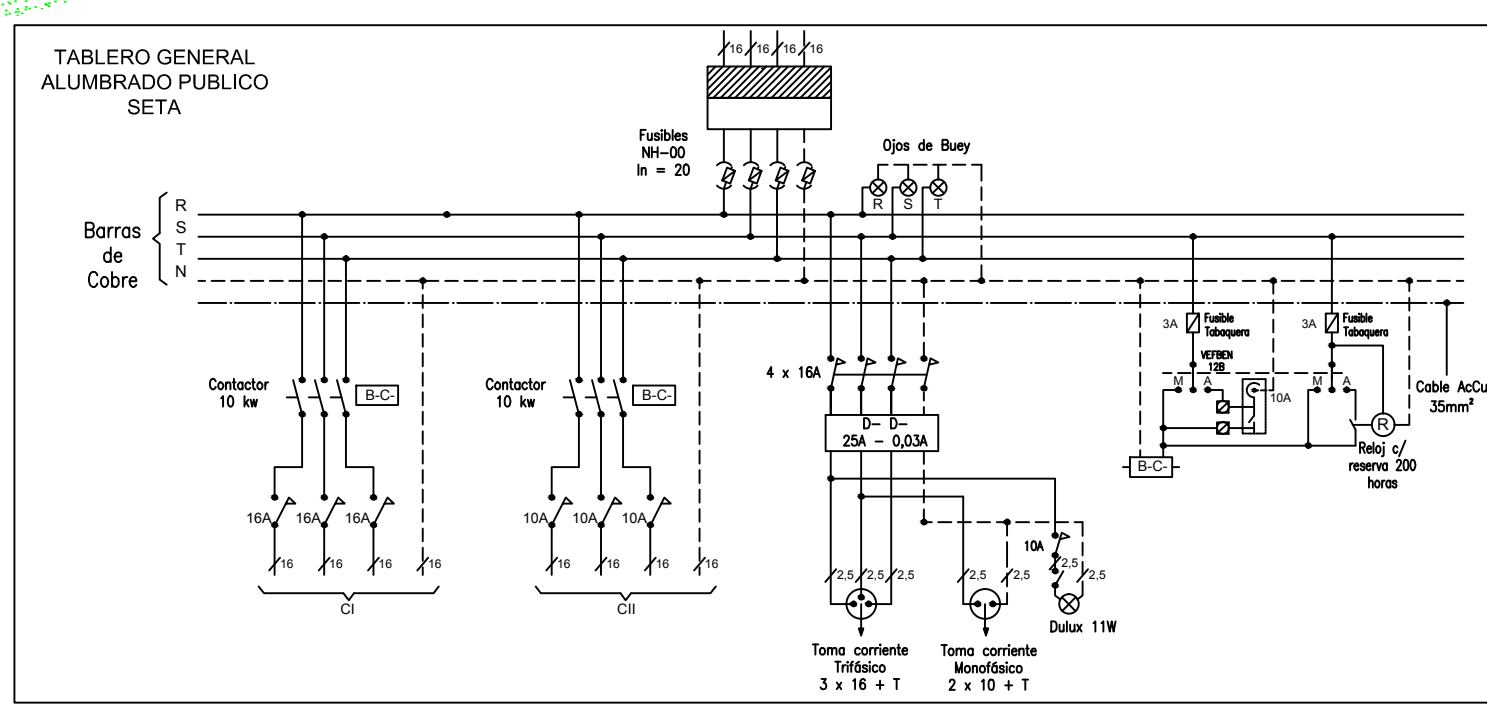 TABLERO GENERAL
ALUMBRADO PUBLICO
SETA
16
16
16
16
Fusibles
NH-00
In = 20
Ojos de Buey
R
S
T
Barras
de
Cobre
R
S
T
N
Contactor
10 kw
B-C-
16A
16A
16A
16
16
16
16
CI
Contactor
10 kw
B-C-
10A
10A
10A
16
16
16
16
CII
4 x 16A
D- D-
25A - 0,03A
2,5
2,5
2,5
2,5
2,5
10A
2,5
2,5
Dulux 11W
Toma corriente
Trifásico
3 x 16 + T
Toma corriente
Monofásico
2 x 10 + T
3A
Fusible
Tabaquera
VEFBEN
12B
M
A
10A
B-C-
3A
Fusible
Tabaquera
M
A
R
Reloj c/
reserva 200
horas
Cable AcCu
35mm²